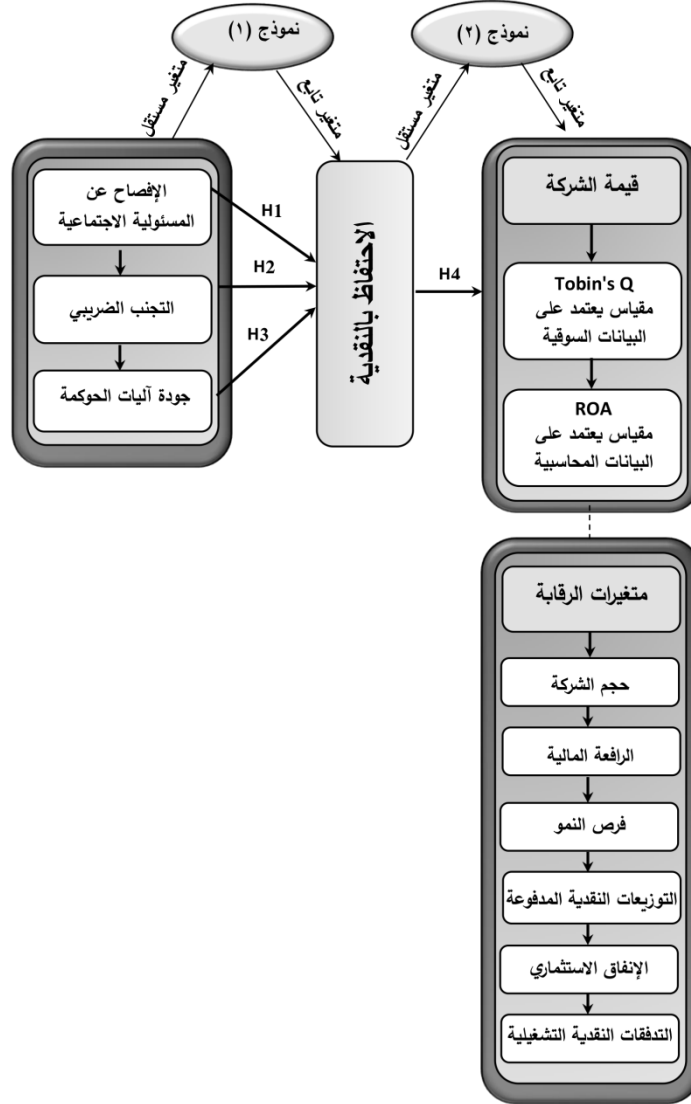 نموذج (١)
نموذج (٢)
متغير مستقل
متغير تابع
متغير مستقل
متغير تابع
الإفصاح عن
المسئولية الاجتماعية
التجنب الضريبي
جودة آليات الحوكمة
H1
H2
H3
الاحتفاظ بالنقدية
H4
قيمة الشركة
Tobin's Q
مقياس يعتمد على
البيانات السوقية
ROA
مقياس يعتمد على
البيانات المحاسبية
متغيرات الرقابة
حجم الشركة
الرافعة المالية
فرص النمو
التوزيعات النقدية المدفوعة
الإنفاق الاستثماري
التدفقات النقدية التشغيلية